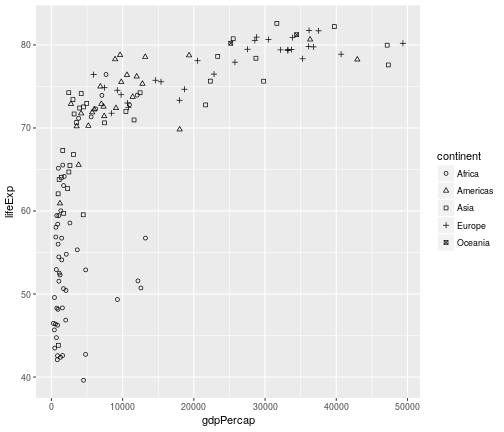 80
70
60
50
40
lifeExp
0
10000
20000
30000
40000
50000
gdpPercap
continent
Africa
Americas
Asia
Europe
Oceania